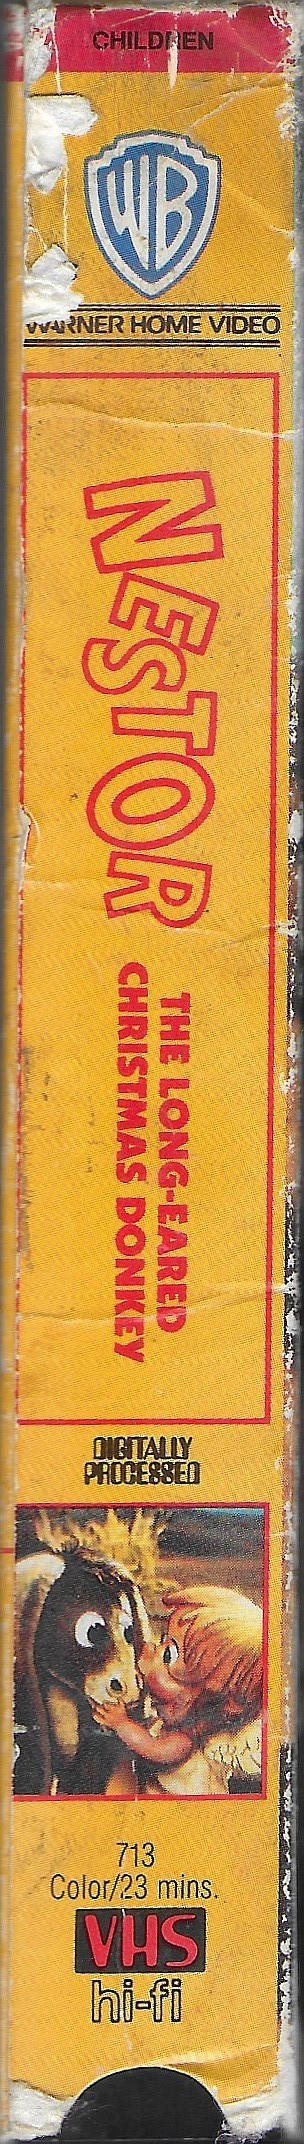 CHILDREN
WB
WARNER HOME VIDEO
NESTOR
THE LONG-EARED
CHRISTMAS DONKEY
DIGITALLY
PROCESSED
713
Color/23 mins.
VHS
hi-fi